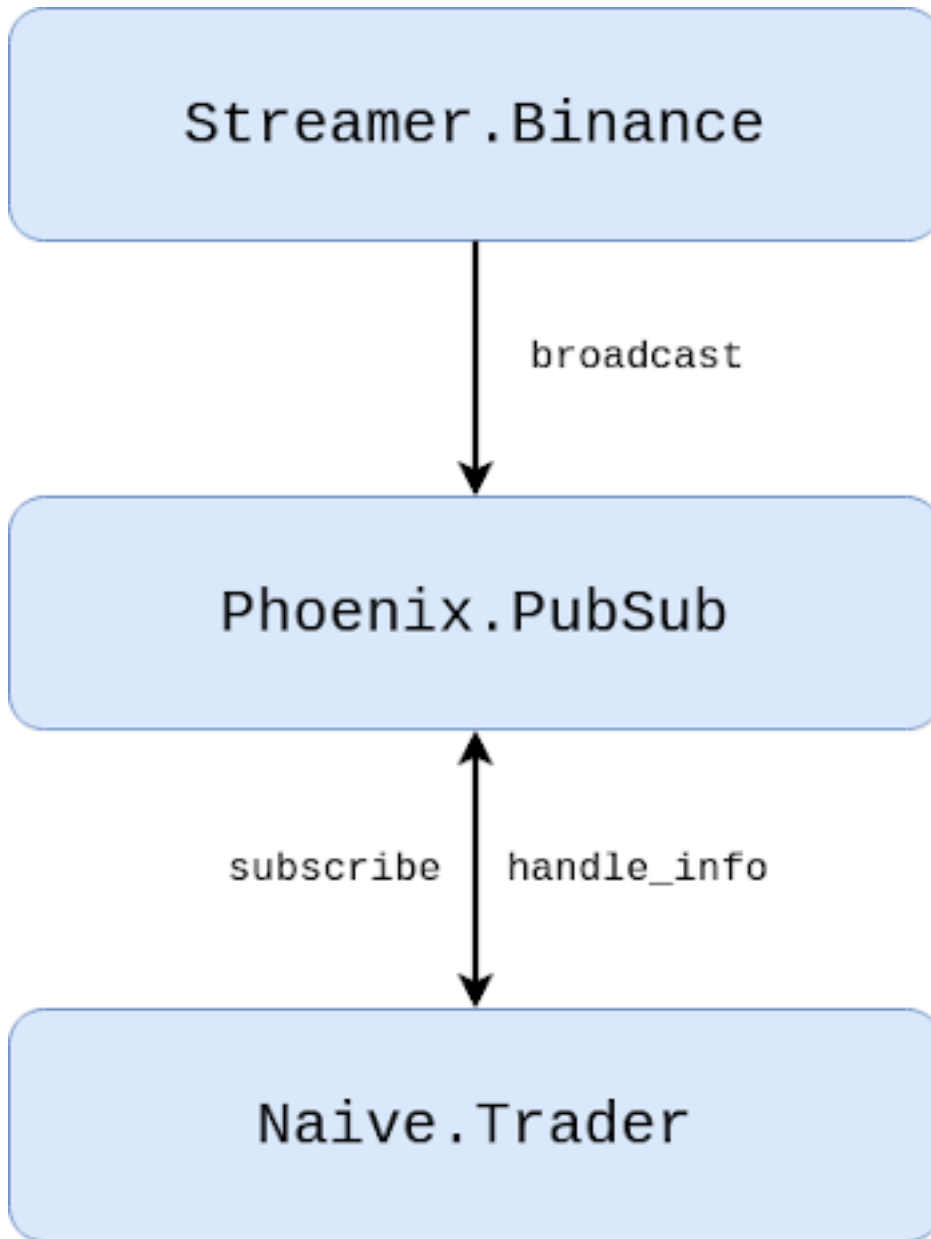 Streamer.Binance
broadcast
Phoenix.PubSub
subscribe handle_info
Naive.Trader